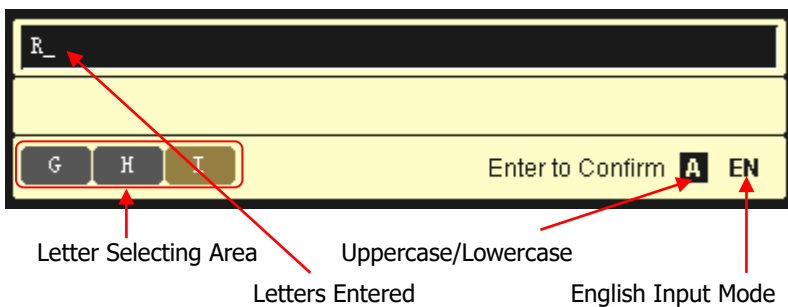 R_
G H I Enter to Confirm A EN
Letter Selecting Area Uppercase/Lowercase
Letters Entered English Input Mode